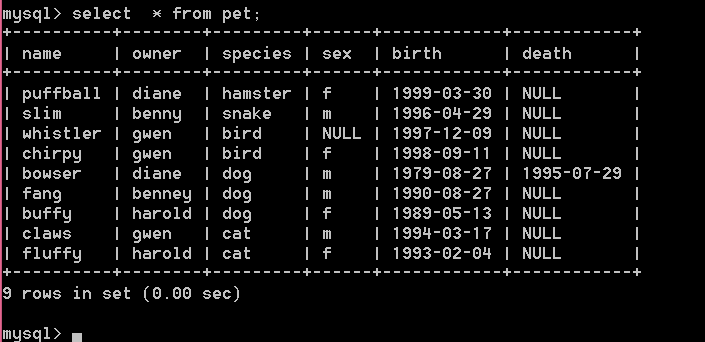 mysql> select  * from pet;
+----------+--------+---------+------+------------+------------+
| name     | owner  | species | sex  | birth      | death      |
+----------+--------+---------+------+------------+------------+
| puffball | diane  | hamster | f    | 1999-03-30 | NULL       |
| slim     | benny  | snake   | m    | 1996-04-29 | NULL       |
| whistler | gwen   | bird    | NULL | 1997-12-09 | NULL       |
| chirpy   | gwen   | bird    | f    | 1998-09-11 | NULL       |
| bowser   | diane  | dog     | m    | 1979-08-27 | 1995-07-29 |
| fang     | benney | dog     | m    | 1990-08-27 | NULL       |
| buffy    | harold | dog     | f    | 1989-05-13 | NULL       |
| claws    | gwen   | cat     | m    | 1994-03-17 | NULL       |
| fluffy   | harold | cat     | f    | 1993-02-04 | NULL       |
+----------+--------+---------+------+------------+------------+
9 rows in set (0.00 sec)
mysql>